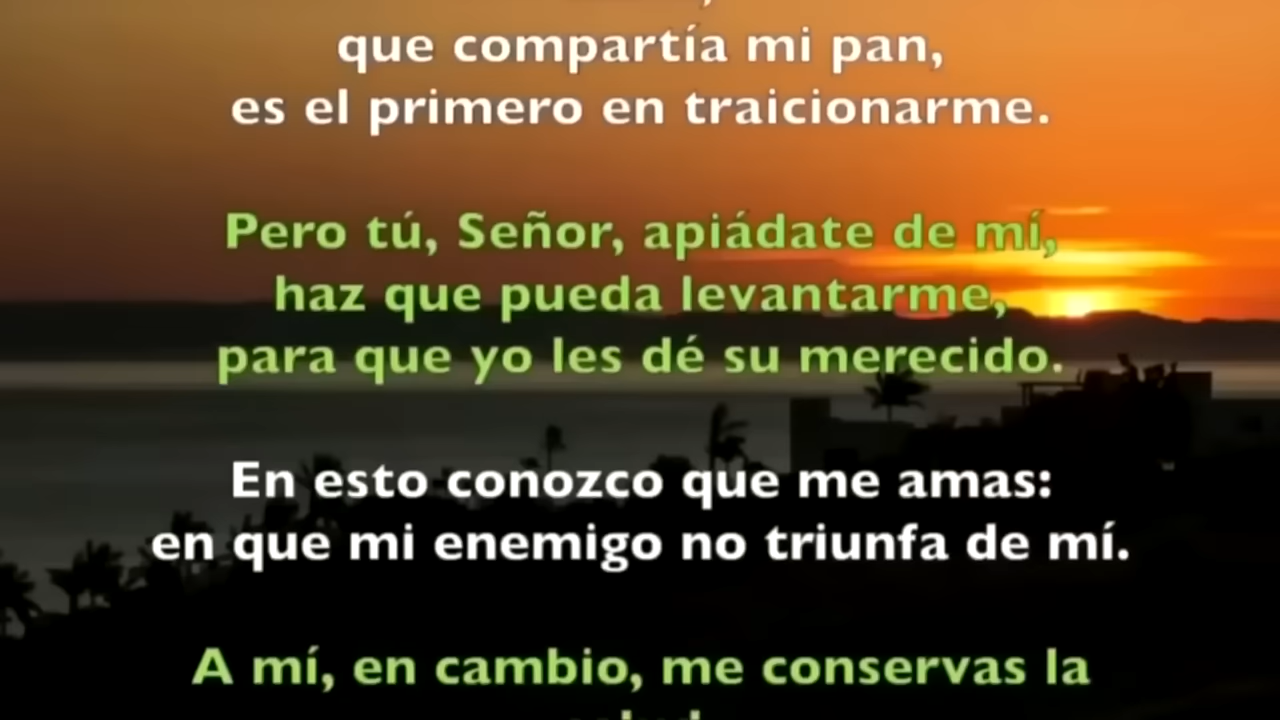 que compartía mi pan,
es el primero en traicionarme.
Pero tú, Señor, apiádate de mí,
haz que pueda levantarme,
para que yo les dé su merecido.
En esto conozco que me amas:
en que mi enemigo no triunfa de mí.
A mí, en cambio, me conservas la